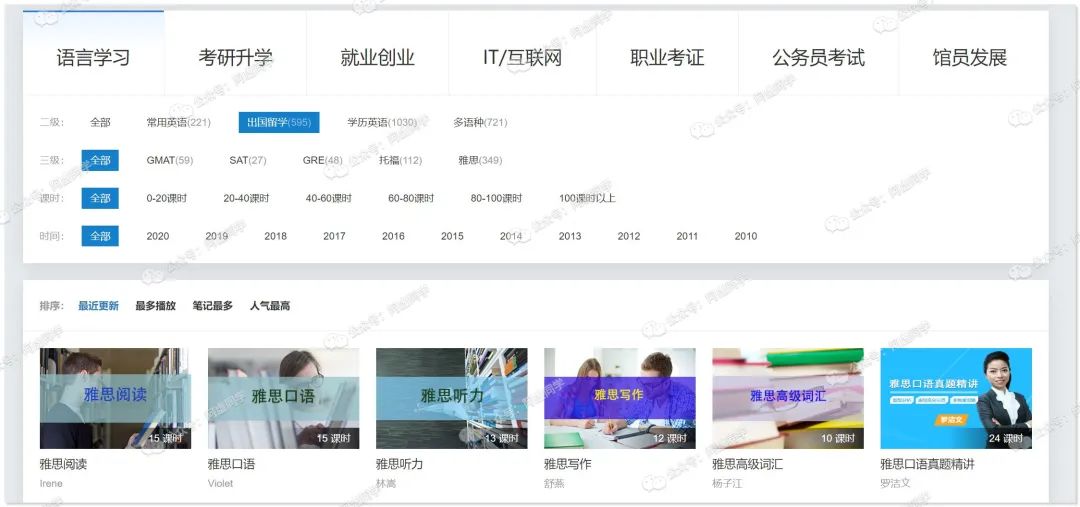 语言学习 考研升学 就业创业 IT/互联网 职业考证 公务员考试 馆员发展
二级： 全部 常用英语(221) 出国留学(595) 学历英语(1030) 多语种(721)
三级： 全部 GMAT(59) SAT(27) GRE(48) 托福(112) 雅思(349)
课时： 全部 0-20课时 20-40课时 40-60课时 60-80课时 80-100课时 100课时以上
时间： 全部 2020 2019 2018 2017 2016 2015 2014 2013 2012 2011 2010
排序： 最近更新 最多播放 笔记最多 人气最高
雅思阅读 雅思口语 雅思听力 雅思写作 雅思高级词汇 雅思口语真题精讲
罗洁文
15 课时 15 课时 13 课时 12 课时 10 课时 24 课时
雅思阅读 雅思口语 雅思听力 雅思写作 雅思高级词汇 雅思口语真题精讲
Irene Violet 林嵩 舒燕 杨子江 罗洁文